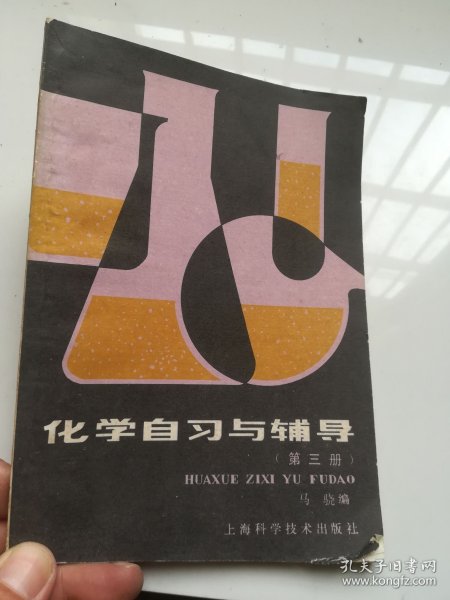 化学自习与辅导
（第三册）
HUAXUE ZIXI YU FUDAO
马 骁编
上海科学技术出版社
孔夫子旧书网
www.kongfz.com